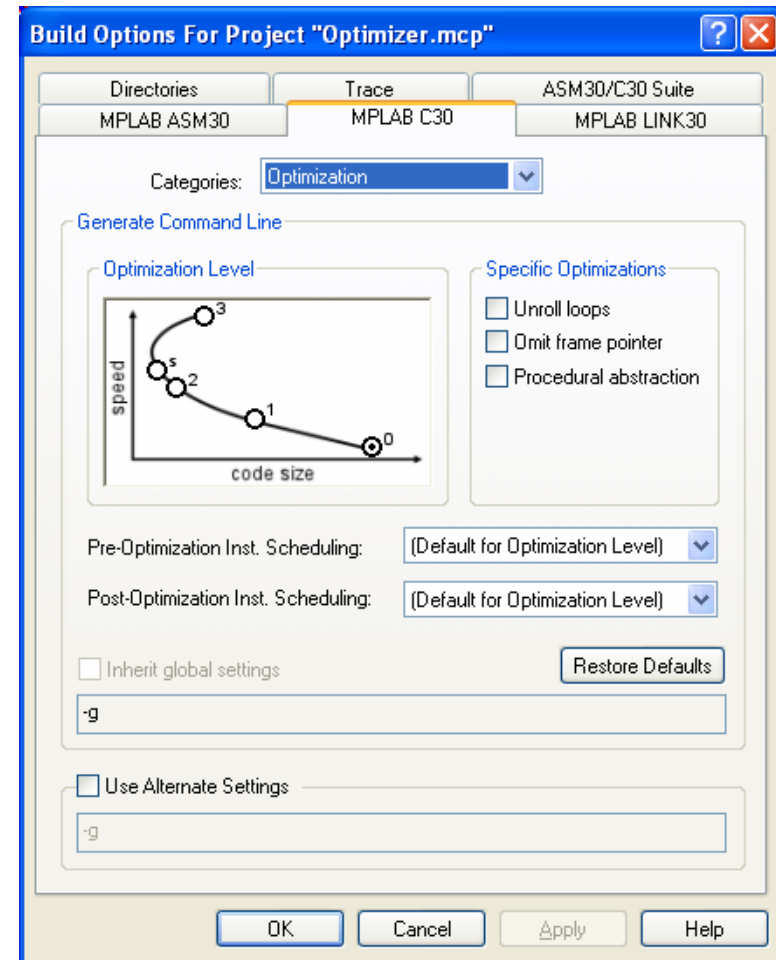 Build Options For Project "Optimizer.mcp"
Directories Trace ASM30/C30 Suite
MPLAB ASM30 MPLAB C30 MPLAB LINK30
Categories: Optimization
Generate Command Line
Optimization Level
Specific Optimizations
3
s
2
1
0
speed
code size
Unroll loops
Omit frame pointer
Procedural abstraction
Pre-Optimization Inst. Scheduling: (Default for Optimization Level)
Post-Optimization Inst. Scheduling: (Default for Optimization Level)
Inherit global settings Restore Defaults
-g
Use Alternate Settings
-g
OK Cancel Apply Help